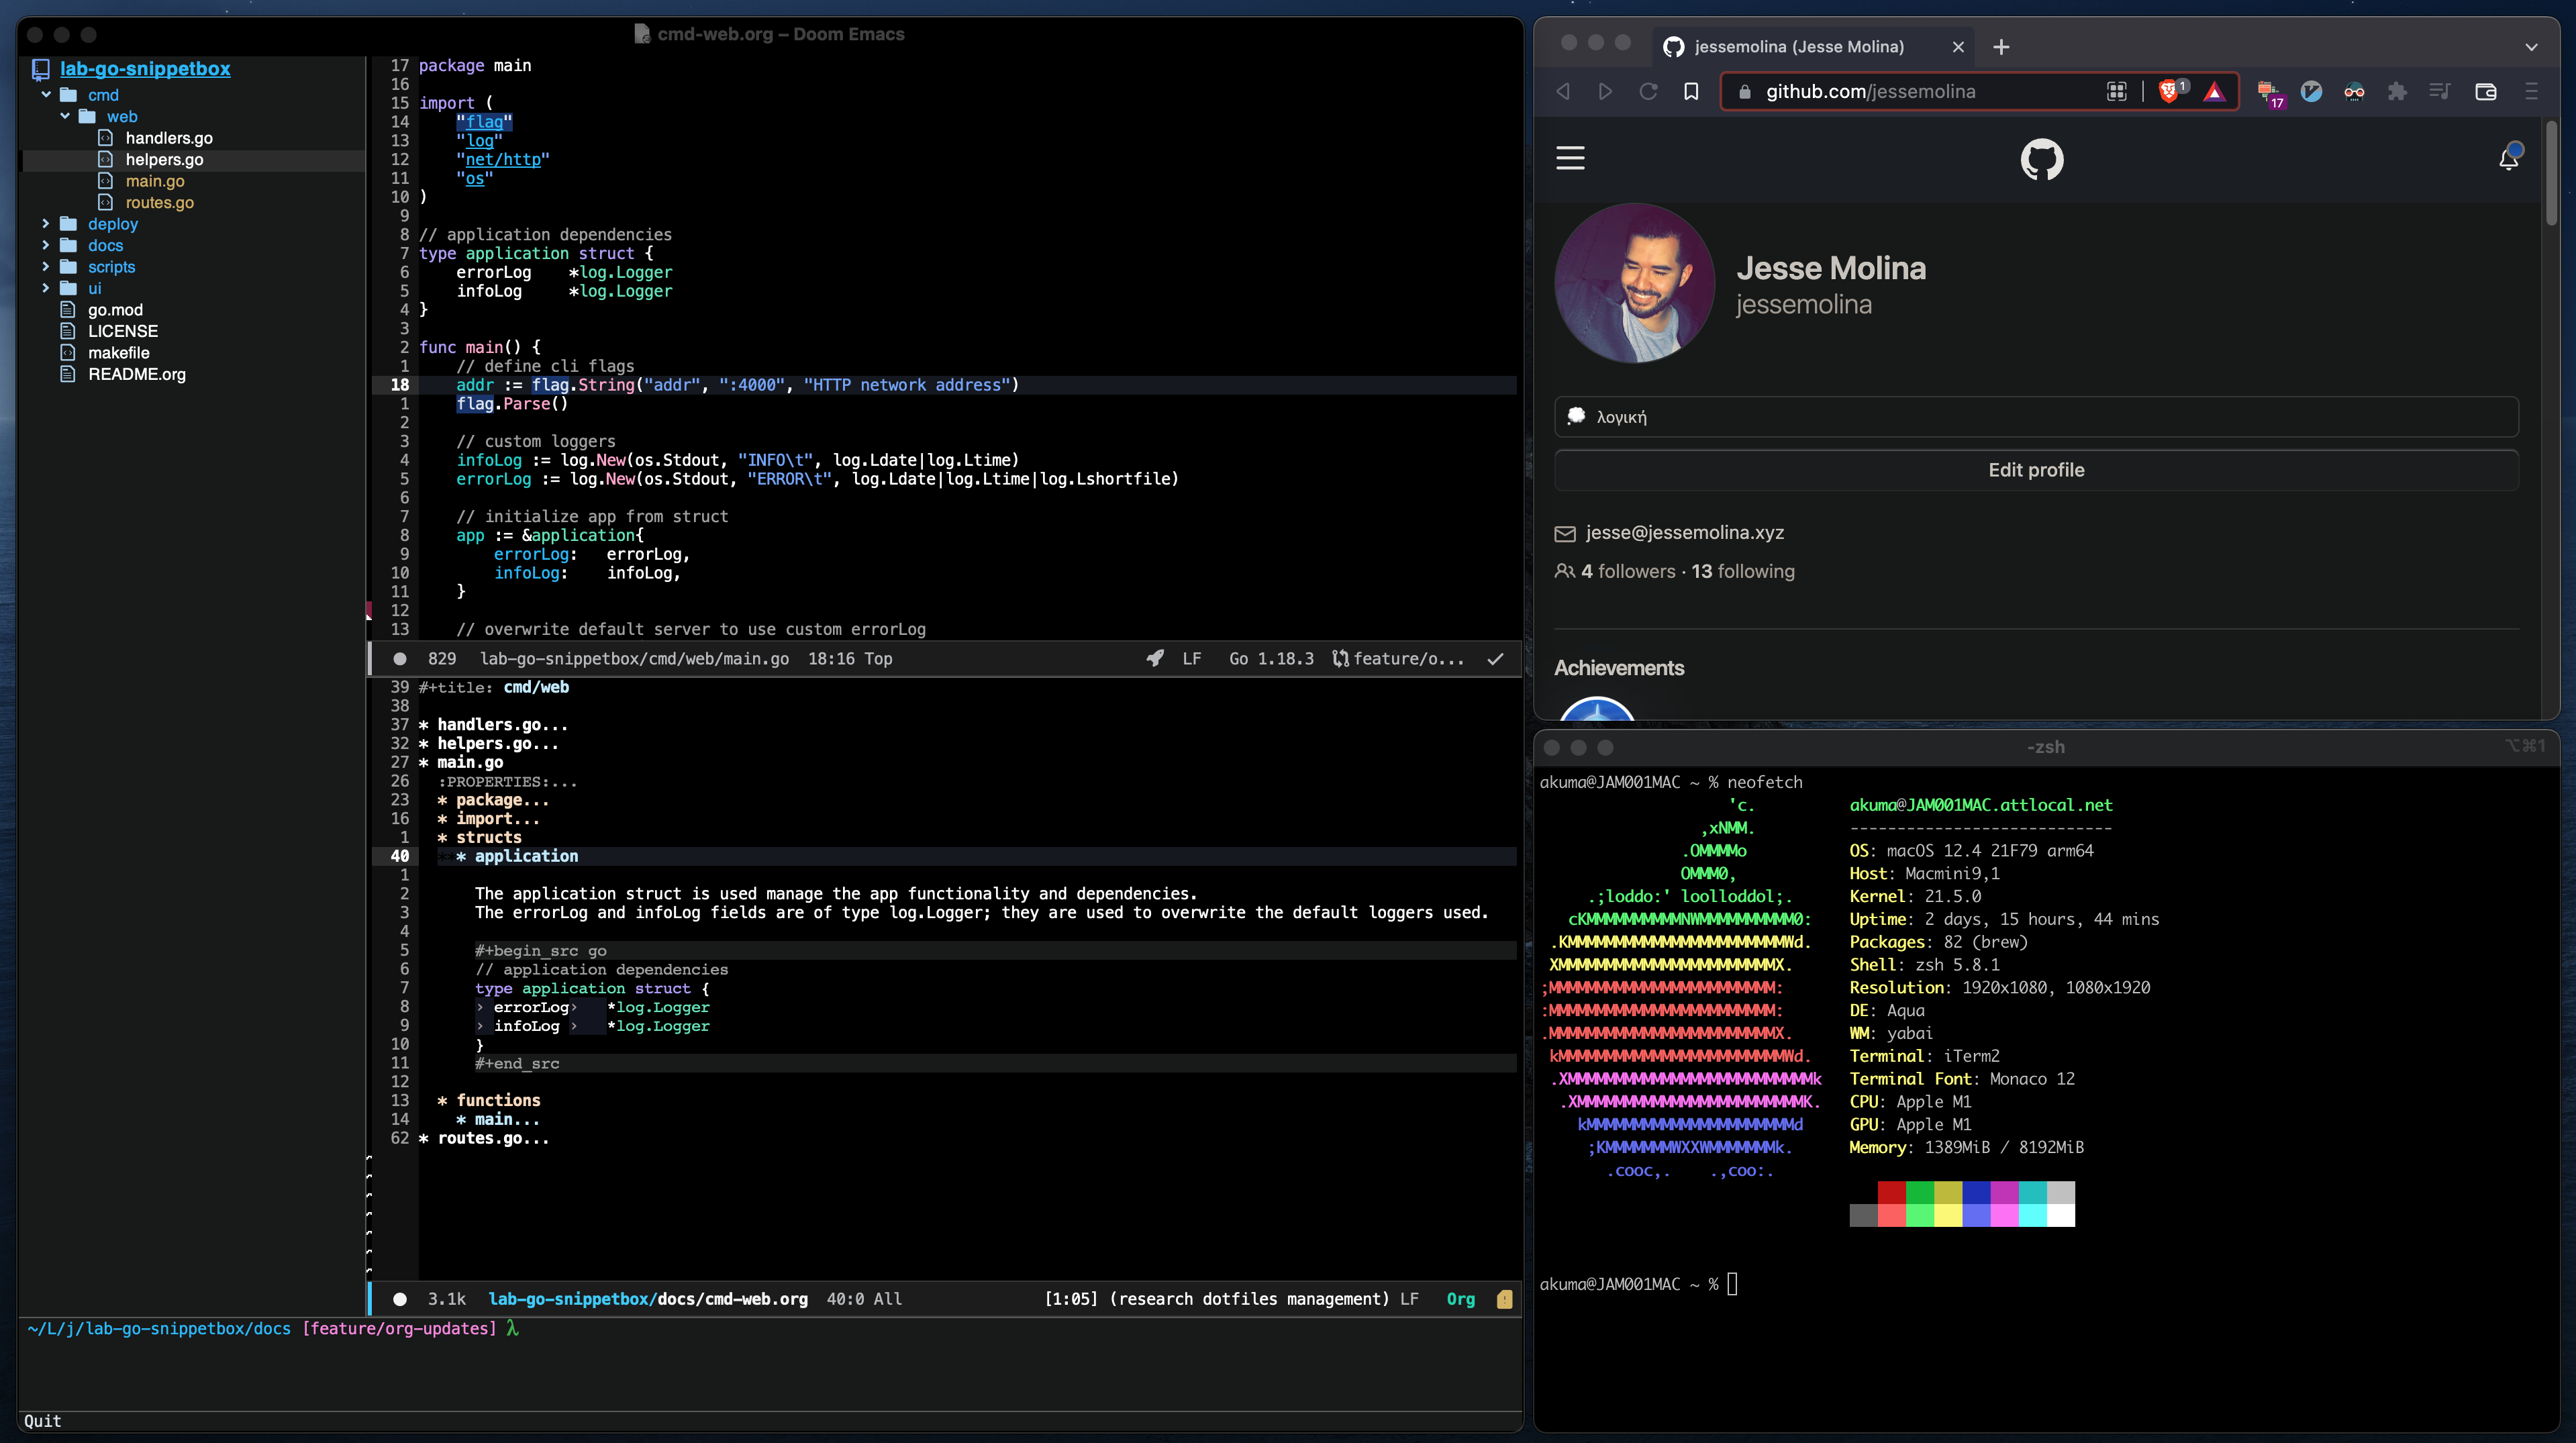 cmd-web.org – Doom Emacs
lab-go-snippetbox
cmd
web
handlers.go
helpers.go
main.go
routes.go
deploy
docs
scripts
ui
go.mod
LICENSE
makefile
README.org
17 package main
16
15 import (
14 "flag"
13 "log"
12 "net/http"
11 "os"
10 )
9
8 // application dependencies
7 type application struct {
6 errorLog *log.Logger
5 infoLog *log.Logger
4 }
3
2 func main() {
1 // define cli flags
18 addr := flag.String("addr", ":4000", "HTTP network address")
1 flag.Parse()
2
3 // custom loggers
4 infoLog := log.New(os.Stdout, "INFO\t", log.Ldate|log.Ltime)
5 errorLog := log.New(os.Stdout, "ERROR\t", log.Ldate|log.Ltime|log.Lshortfile)
6
7 // initialize app from struct
8 app := &application{
9 errorLog: errorLog,
10 infoLog: infoLog,
11 }
12
13 // overwrite default server to use custom errorLog
829 lab-go-snippetbox/cmd/web/main.go 18:16 Top LF Go 1.18.3 feature/o...
39 #+title: cmd/web
38
37 * handlers.go...
32 * helpers.go...
27 * main.go
26 :PROPERTIES:...
23 * package...
16 * import...
1 * structs
40 *** application
1
2 The application struct is used manage the app functionality and dependencies.
3 The errorLog and infoLog fields are of type log.Logger; they are used to overwrite the default loggers used.
4
5 #+begin_src go
6 // application dependencies
7 type application struct {
8 › errorLog› *log.Logger
9 › infoLog › *log.Logger
10 }
11 #+end_src
12
13 * functions
14 * main...
62 * routes.go...
3.1k lab-go-snippetbox/docs/cmd-web.org 40:0 All [1:05] (research dotfiles management) LF Org
~/L/j/lab-go-snippetbox/docs [feature/org-updates] λ
Quit
jessemolina (Jesse Molina)
github.com/jessemolina
1
17
Jesse Molina
jessemolina
λογική
Edit profile
jesse@jessemolina.xyz
4 followers · 13 following
Achievements
-zsh
⌥⌘1
akuma@JAM001MAC ~ % neofetch
'c. akuma@JAM001MAC.attlocal.net
,xNMM. ----------------------------
.OMMMMo OS: macOS 12.4 21F79 arm64
OMMM0, Host: Macmini9,1
.;loddo:' loolloddol;. Kernel: 21.5.0
cKMMMMMMMMMMNWMMMMMMMMMM0: Uptime: 2 days, 15 hours, 44 mins
.KMMMMMMMMMMMMMMMMMMMMMMMWd. Packages: 82 (brew)
XMMMMMMMMMMMMMMMMMMMMMMMX. Shell: zsh 5.8.1
;MMMMMMMMMMMMMMMMMMMMMMMM: Resolution: 1920x1080, 1080x1920
:MMMMMMMMMMMMMMMMMMMMMMMM: DE: Aqua
.MMMMMMMMMMMMMMMMMMMMMMMMX. WM: yabai
kMMMMMMMMMMMMMMMMMMMMMMMMWd. Terminal: iTerm2
.XMMMMMMMMMMMMMMMMMMMMMMMMMMk Terminal Font: Monaco 12
.XMMMMMMMMMMMMMMMMMMMMMMMMK. CPU: Apple M1
kMMMMMMMMMMMMMMMMMMMMMMd GPU: Apple M1
;KMMMMMMMWXXWMMMMMMMk. Memory: 1389MiB / 8192MiB
.cooc,. .,coo:.
akuma@JAM001MAC ~ %